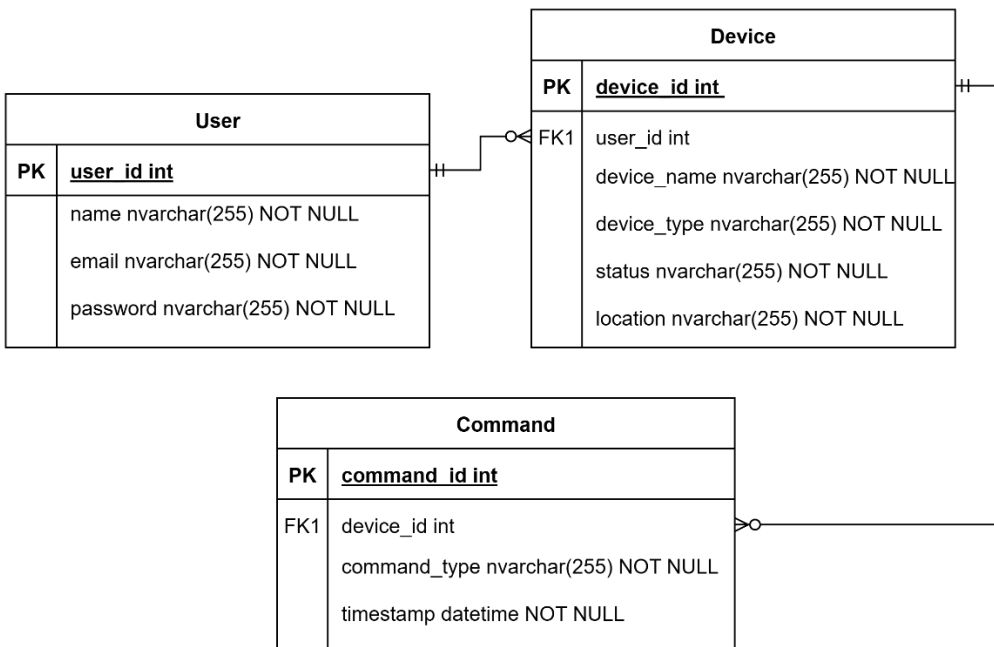 User
PK user_id int
name nvarchar(255) NOT NULL
email nvarchar(255) NOT NULL
password nvarchar(255) NOT NULL
Device
PK device_id int
FK1 user_id int
device_name nvarchar(255) NOT NULL
device_type nvarchar(255) NOT NULL
status nvarchar(255) NOT NULL
location nvarchar(255) NOT NULL
Command
PK command_id int
FK1 device_id int
command_type nvarchar(255) NOT NULL
timestamp datetime NOT NULL